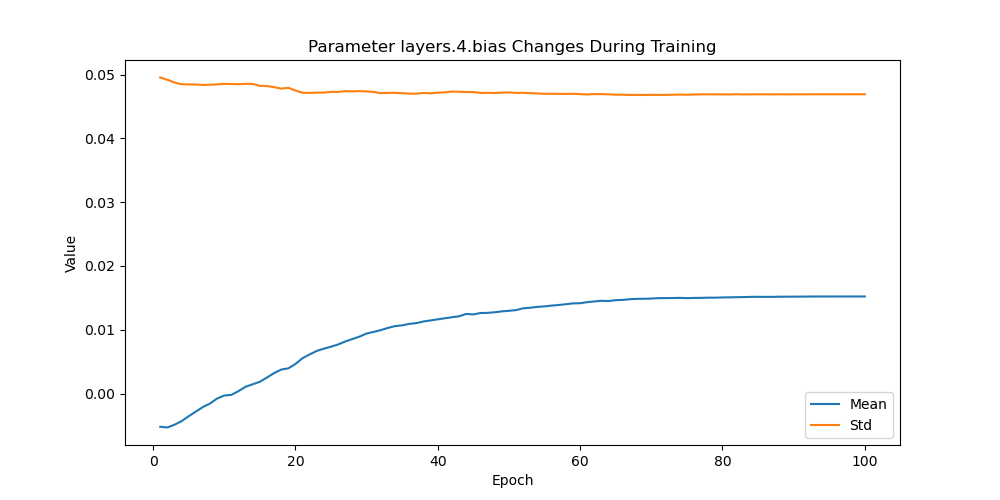 Parameter layers.4.bias Changes During Training
Value
0.05
0.04
0.03
0.02
0.01
0.00
0
20
40
60
80
100
Epoch
Mean
Std